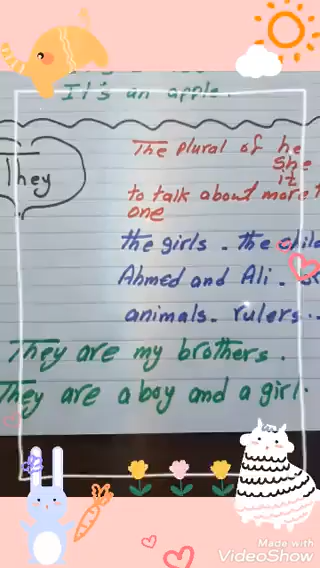 It's an apple.
The plural of he
she
it
They
to talk about more
one
the girls - the
Ahmed and Ali -
animals - rulers
They are my brothers.
They are a boy and a girl.
Made with
VideoShow